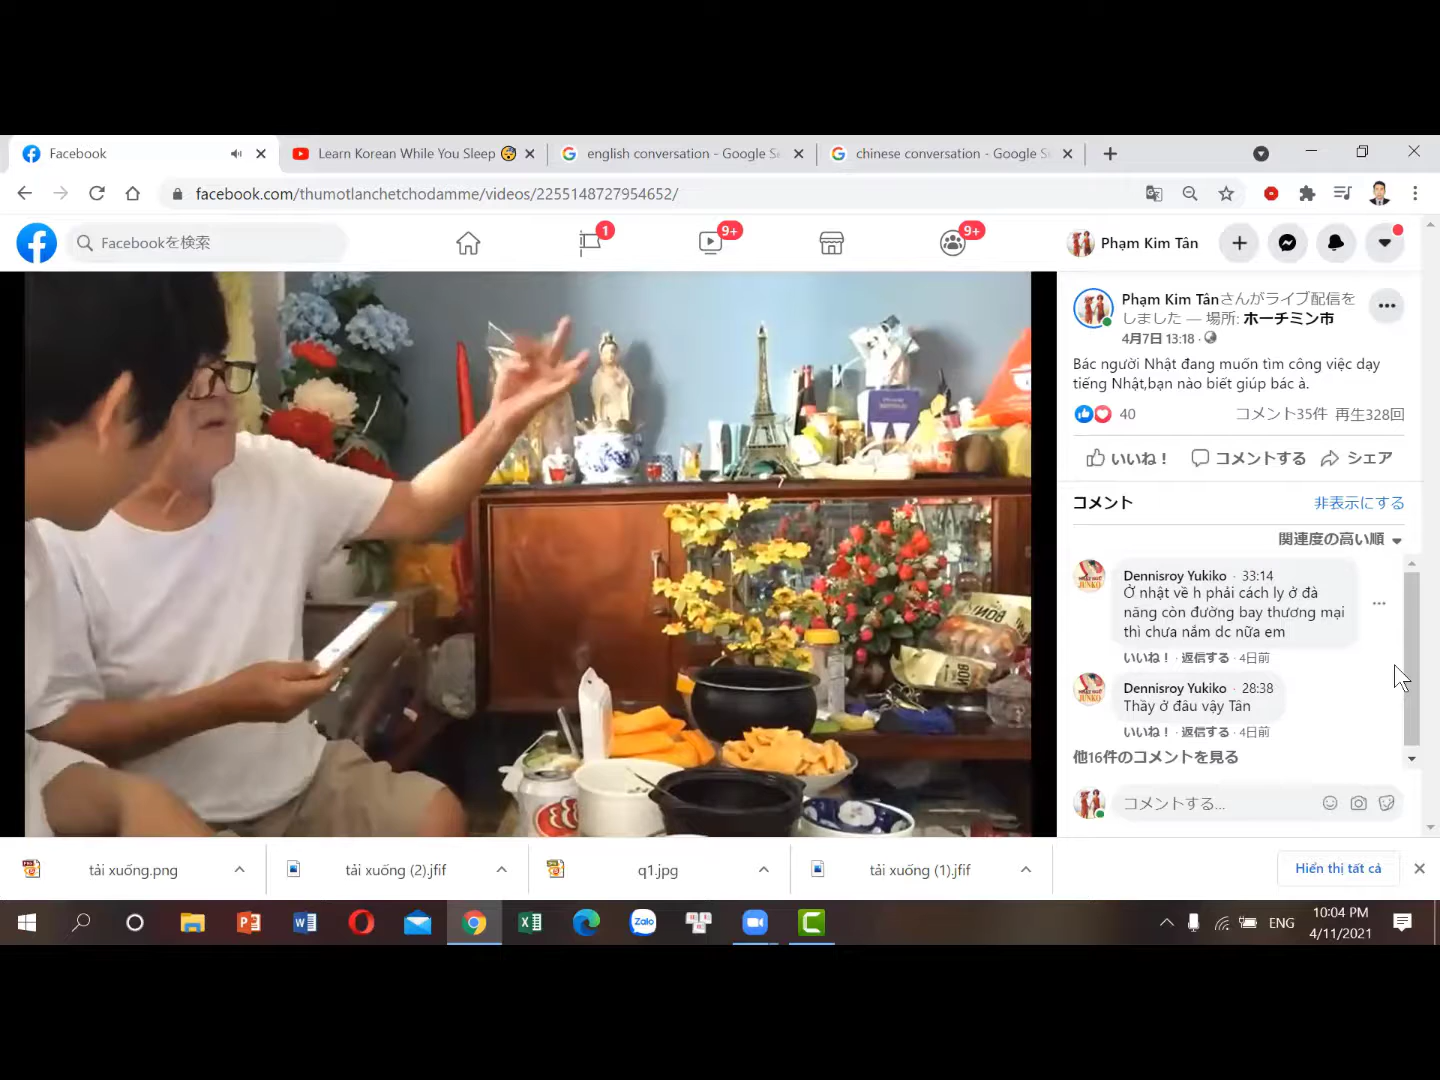 Facebook
Learn Korean While You Sleep 😴
english conversation - Google Se
chinese conversation - Google Se
facebook.com/thumotlanchetchodamme/videos/2255148727954652/
Facebookを検索
1
9+
9+
Phạm Kim Tân
Phạm Kim Tânさんがライブ配信を
しました — 場所: ホーチミン市
4月7日 13:18
Bác người Nhật đang muốn tìm công việc dạy
tiếng Nhật,bạn nào biết giúp bác à.
40
コメント35件 再生328回
いいね！ コメントする シェア
コメント
非表示にする
関連度の高い順
Dennisroy Yukiko · 33:14
Ở nhật về h phải cách ly ở đà
năng còn đường bay thương mại
thì chưa nắm dc nữa em
いいね！ · 返信する · 4日前
Dennisroy Yukiko · 28:38
Thầy ở đâu vậy Tân
いいね！ · 返信する · 4日前
他16件のコメントを見る
コメントする...
tải xuống.png
tải xuống (2).jfif
q1.jpg
tải xuống (1).jfif
Hiển thị tất cả
Zalo
ENG
10:04 PM
4/11/2021